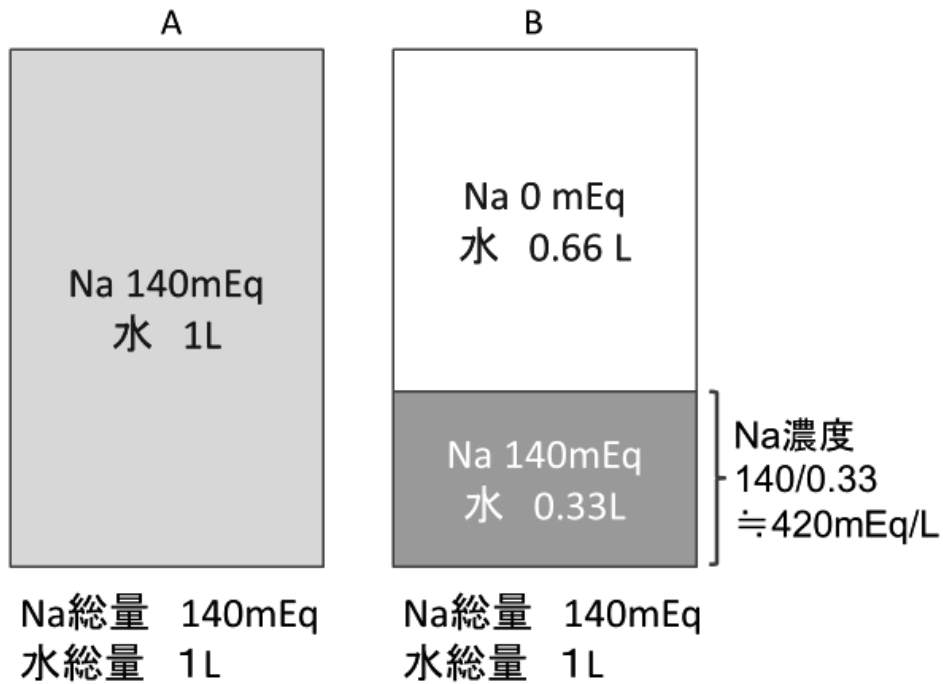 A
Na 140mEq
水 1L
Na総量 140mEq
水総量 1L
B
Na 0 mEq
水 0.66 L
Na 140mEq
水 0.33L
Na濃度
140/0.33
≒420mEq/L
Na総量 140mEq
水総量 1L